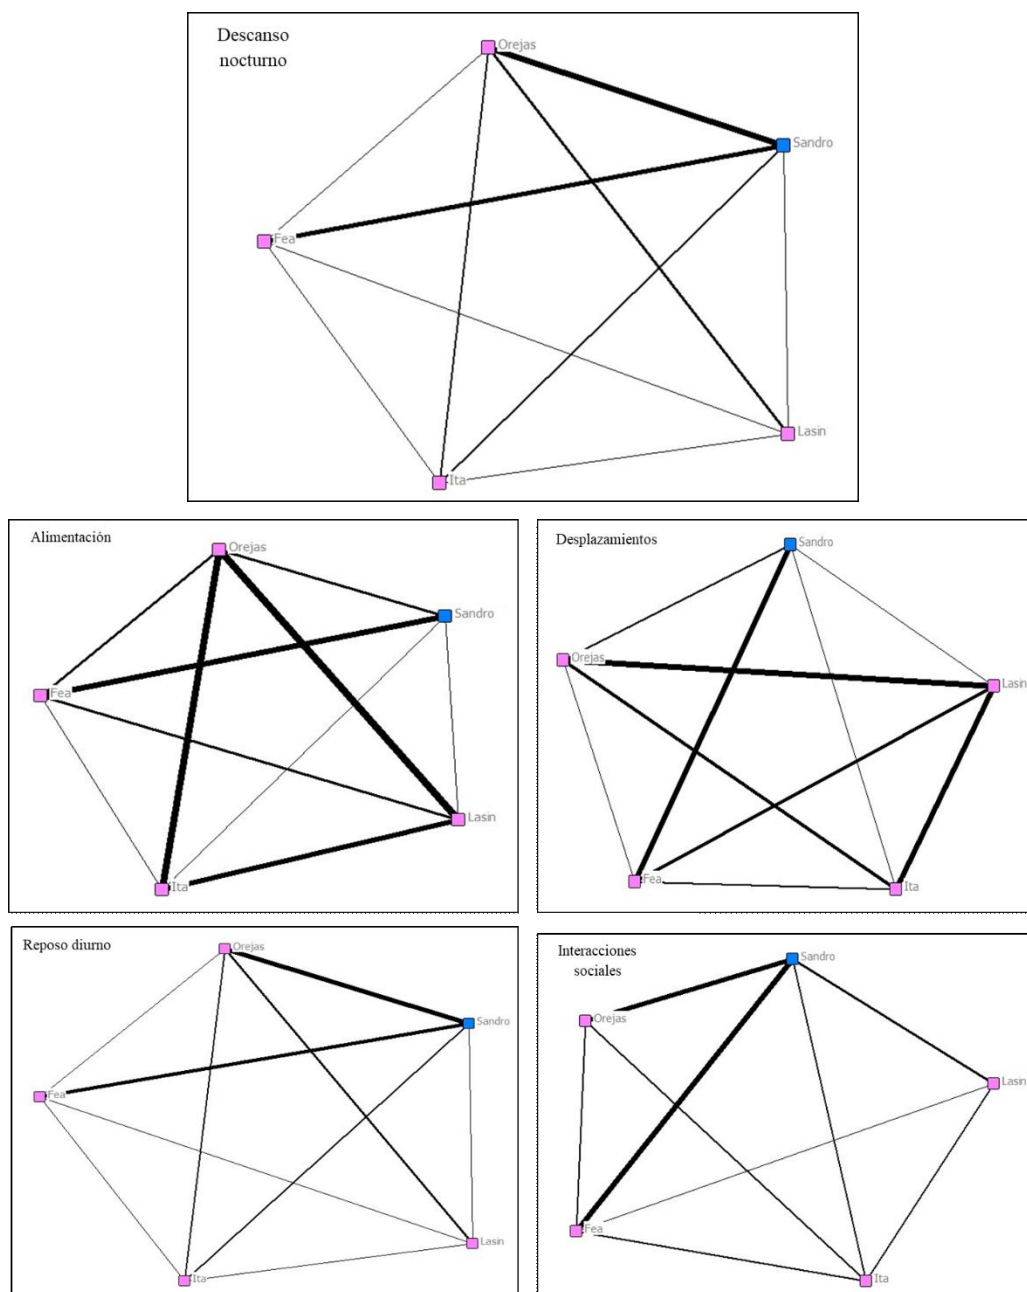 Descanso
nocturno
Orejas
Sandro
Fea
Lasin
Ita
Alimentación
Orejas
Sandro
Fea
Lasin
Ita
Desplazamientos
Sandro
Orejas
Lasin
Fea
Ita
Reposo diurno
Orejas
Sandro
Fea
Lasin
Ita
Interacciones
sociales
Sandro
Orejas
Lasin
Fea
Ita